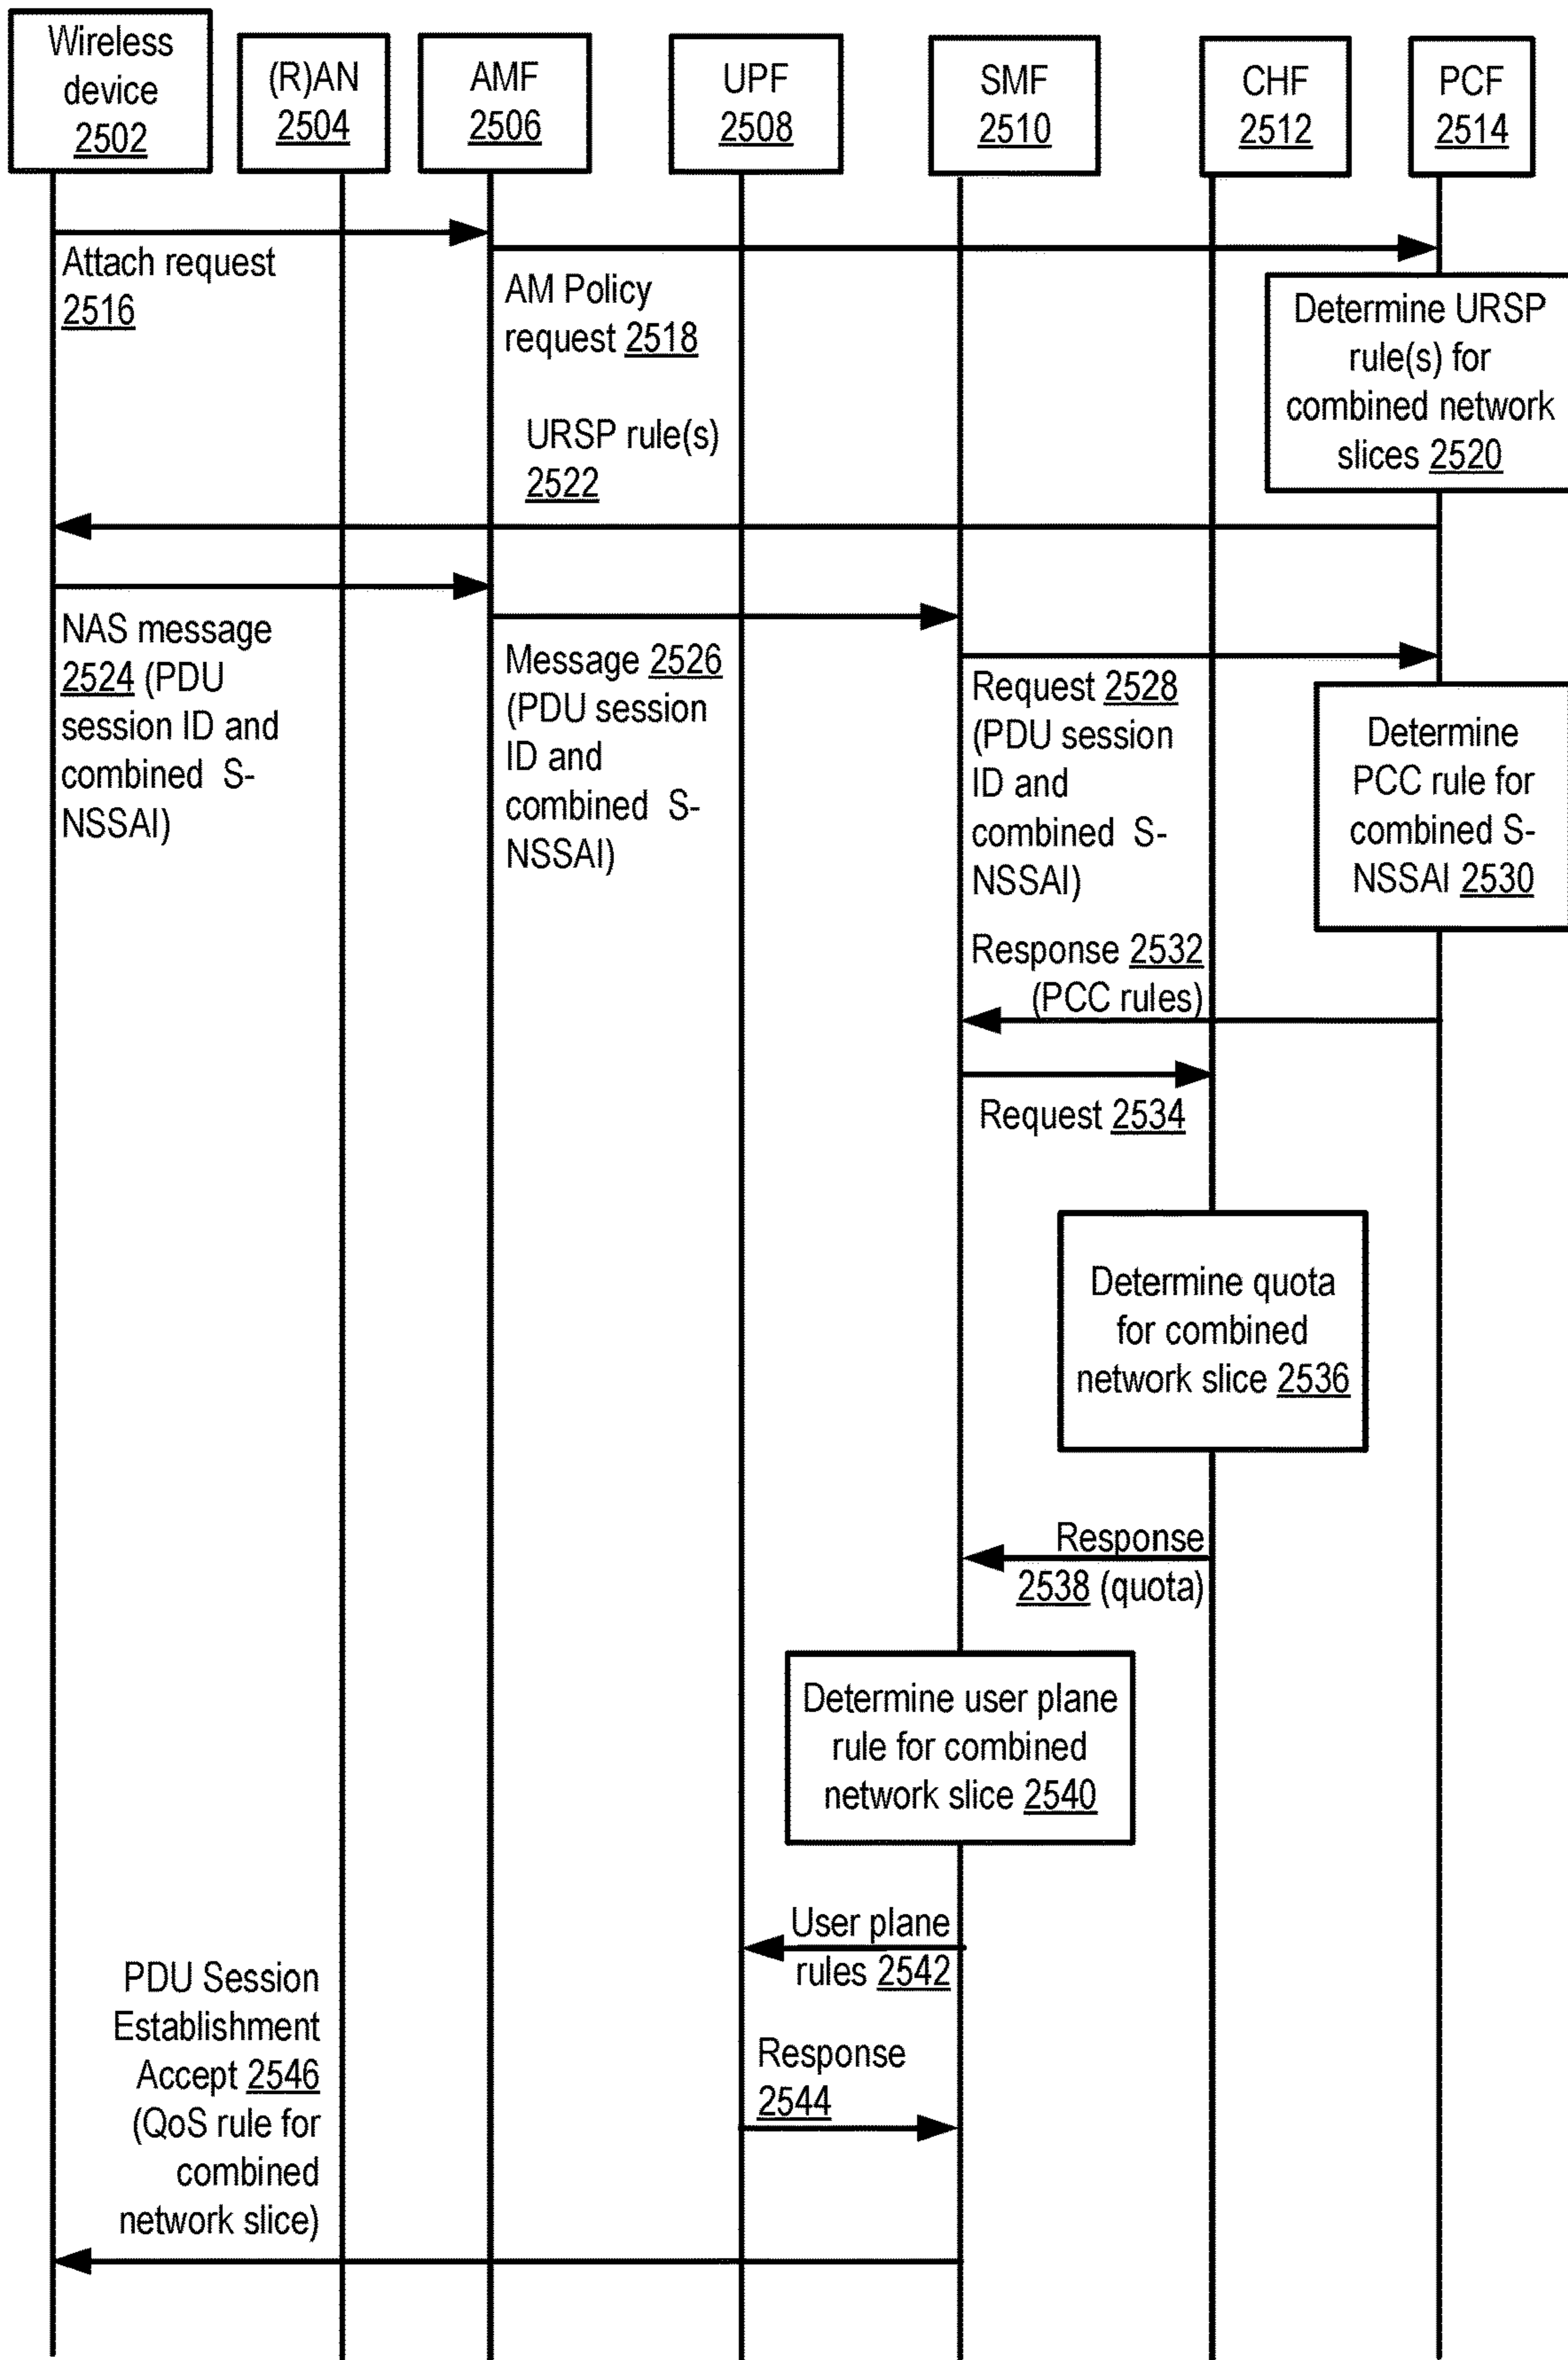 Wireless
device
2502
(R)AN
2504
AMF
2506
UPF
2508
SMF
2510
CHF
2512
PCF
2514
Attach request
2516
AM Policy
request 2518
Determine URSP
rule(s) for
combined network
slices 2520
URSP rule(s)
2522
NAS message
2524 (PDU
session ID and
combined S-
NSSAI)
Message 2526
(PDU session
ID and
combined S-
NSSAI)
Request 2528
(PDU session
ID and
combined S-
NSSAI)
Determine
PCC rule for
combined S-
NSSAI 2530
Response 2532
(PCC rules)
Request 2534
Determine quota
for combined
network slice 2536
Response
2538 (quota)
Determine user plane
rule for combined
network slice 2540
User plane
rules 2542
Response
2544
PDU Session
Establishment
Accept 2546
(QoS rule for
combined
network slice)